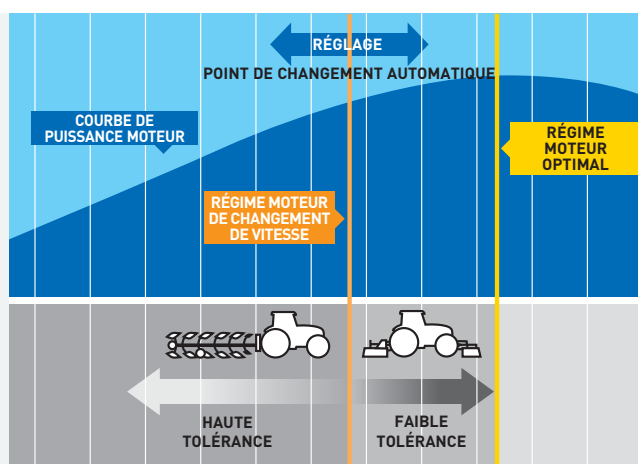 RÉGLAGE
POINT DE CHANGEMENT AUTOMATIQUE
COURBE DE
PUISSANCE MOTEUR
RÉGIME
MOTEUR
OPTIMAL
RÉGIME MOTEUR
DE CHANGEMENT
DE VITESSE
HAUTE
TOLÉRANCE
FAIBLE
TOLÉRANCE